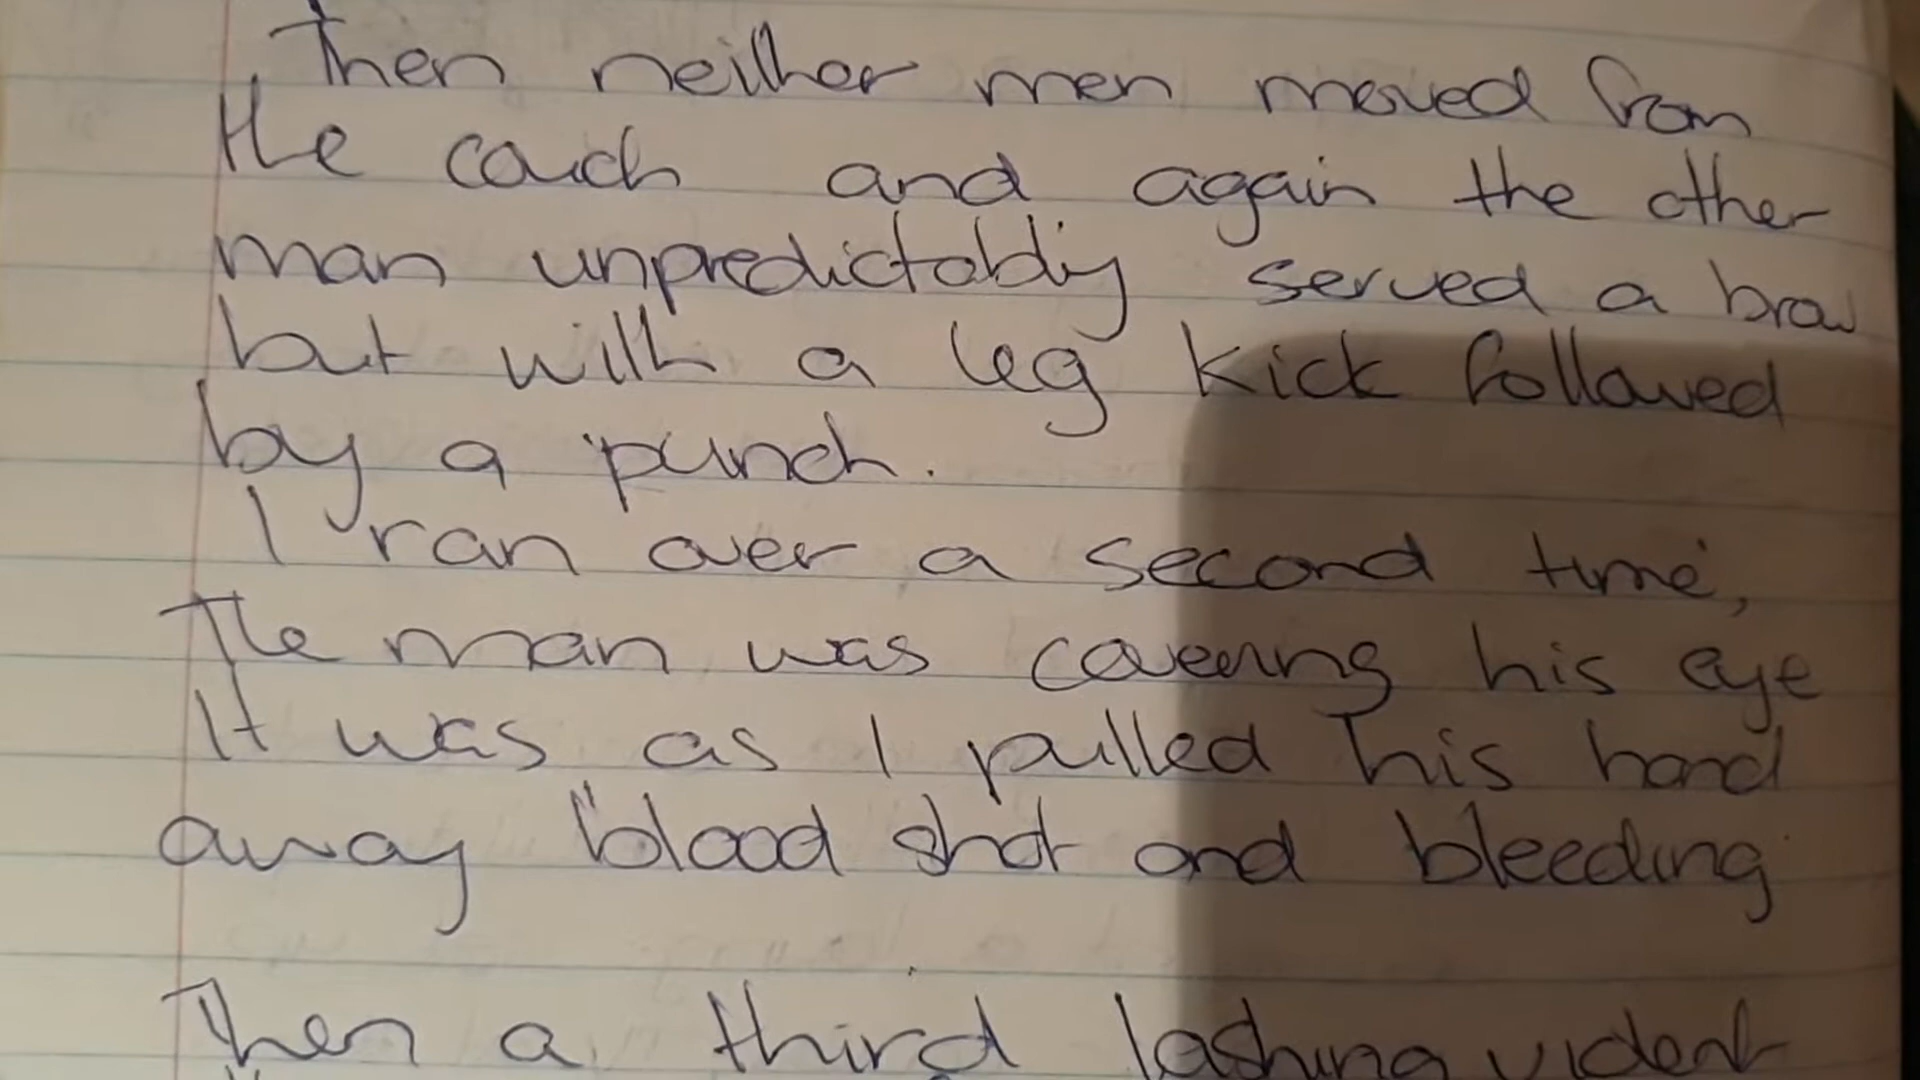 Then neither men moved from
the couch and again the other
man unpredictably served a brow
but with a leg kick followed
by a punch.
I ran over a second time,
The man was covering his eye
It was as I pulled his hand
away blood shot and bleeding
Then a third lashing violent